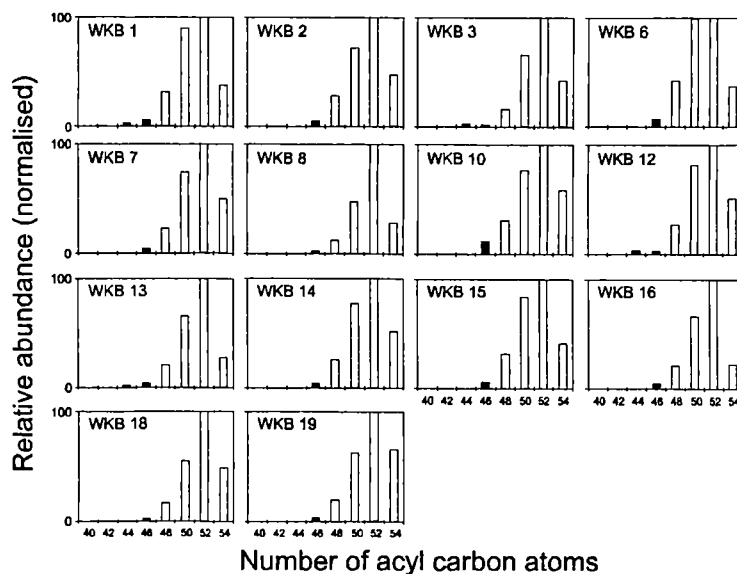 Relative abundance (normalised)
100
WKB 1
WKB 2
WKB 3
WKB 6
0
100
WKB 7
WKB 8
WKB 10
WKB 12
0
100
WKB 13
WKB 14
WKB 15
WKB 16
0
40 42 44 46 48 50 52 54
40 42 44 46 48 50 52 54
100
WKB 18
WKB 19
0
40 42 44 46 48 50 52 54
40 42 44 46 48 50 52 54
Number of acyl carbon atoms